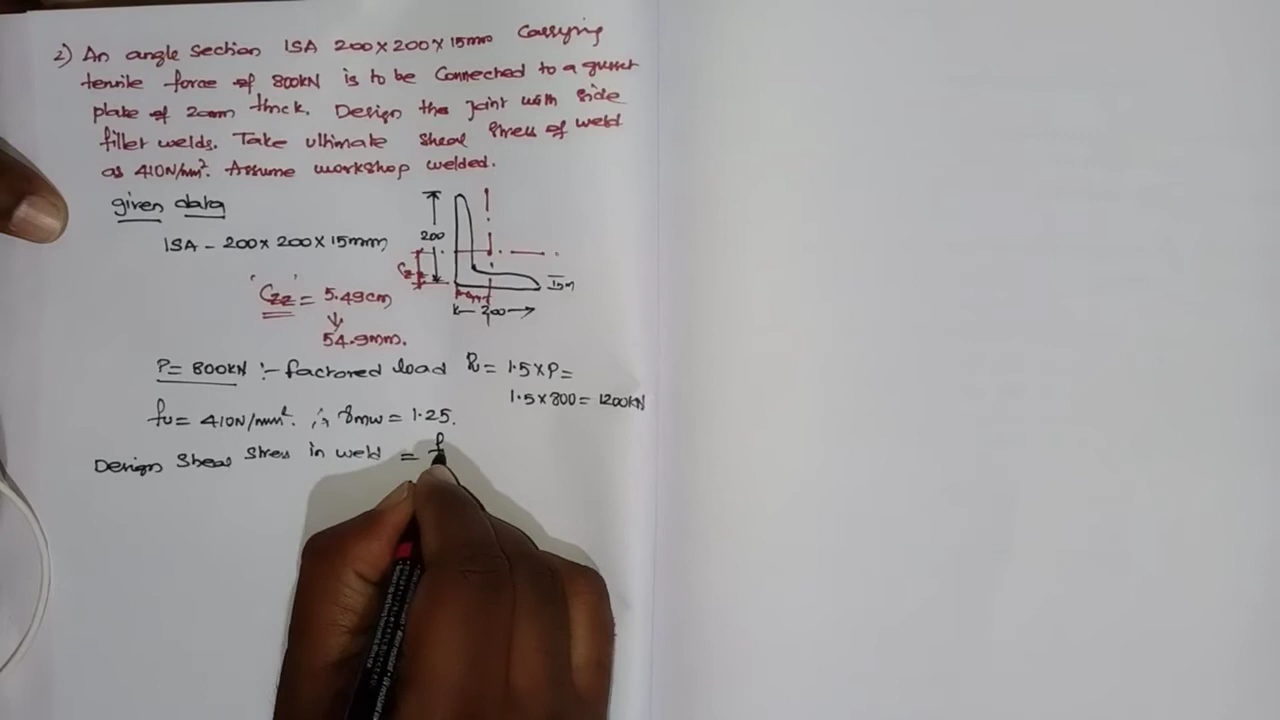 2) An angle section ISA 200×200×15mm Carrying
tensile force of 800KN is to be Connected to a gusset
plate of 20mm thick. Design the Joint with side
fillet welds. Take ultimate shear stress of weld
as 410N/mm². Assume workshop welded.
given data
ISA - 200×200×15mm
200
Czz
15m
200
'Czz' = 5.49cm
↓
54.9mm.
P = 800KN :- factored load Pu = 1.5×P =
1.5×800 = 1200KN
fu = 410N/mm². ∴ γmw = 1.25.
Design Shear Stress in weld = f